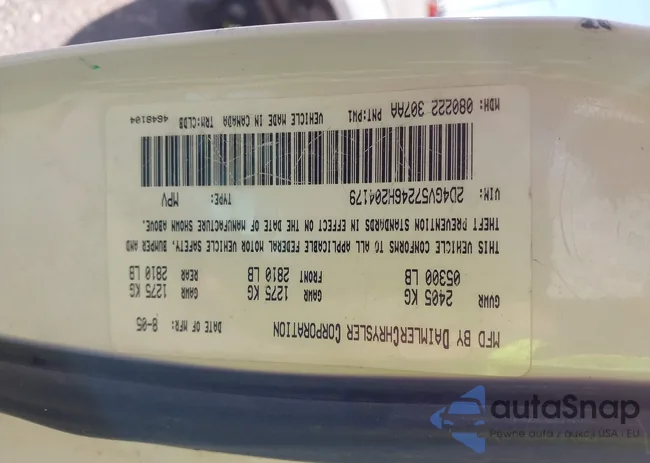 MFD BY DAIMLERCHRYSLER CORPORATION
DATE OF MFR: 8-05
GVWR 2405 KG 05300 LB
GAWR FRONT 1275 KG 2810 LB
GAWR REAR 1275 KG 2810 LB
THIS VEHICLE CONFORMS TO ALL APPLICABLE FEDERAL MOTOR VEHICLE SAFETY, BUMPER AND
THEFT PREVENTION STANDARDS IN EFFECT ON THE DATE OF MANUFACTURE SHOWN ABOVE.
VIN: 2D4GV57246H204179 TYPE: MPV
MDH: 080222 307AA PNT:PW1 VEHICLE MADE IN CANADA TRM:CLDB 4648104
autaSnap
Pewne auta z aukcji USA i EU